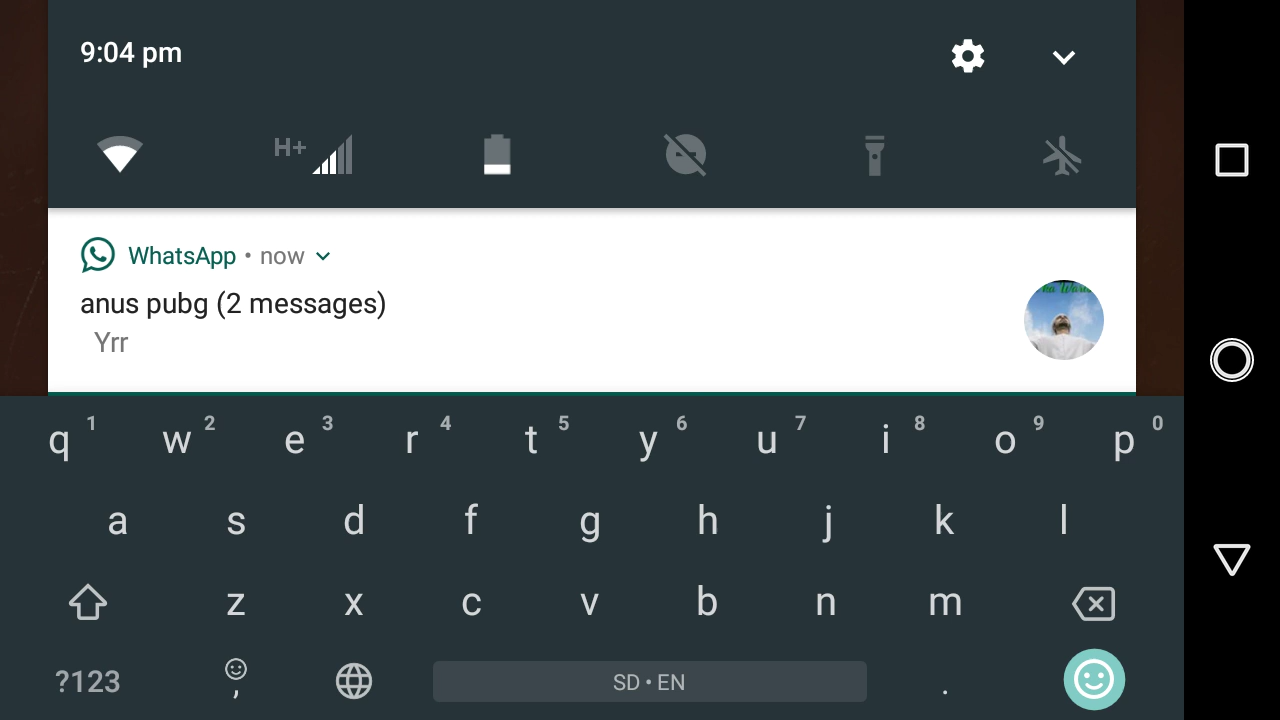 9:04 pm
H+
WhatsApp • now
anus pubg (2 messages)
Yrr
q 1 w 2 e 3 r 4 t 5 y 6 u 7 i 8 o 9 p 0
a s d f g h j k l
z x c v b n m
?123 , SD • EN .